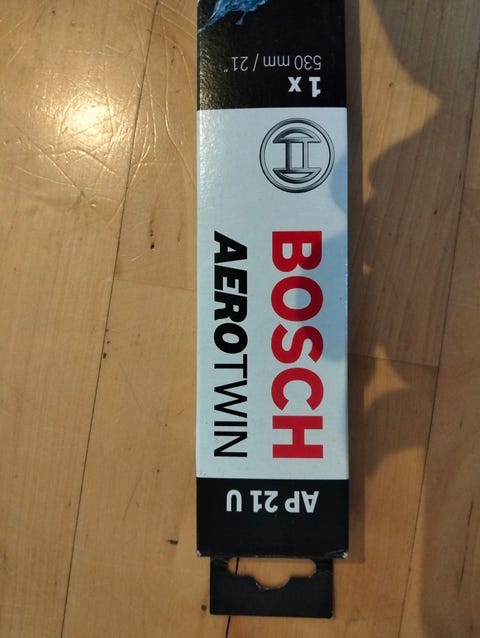 1 x
530 mm / 21"
BOSCH
AEROTWIN
AP 21 U